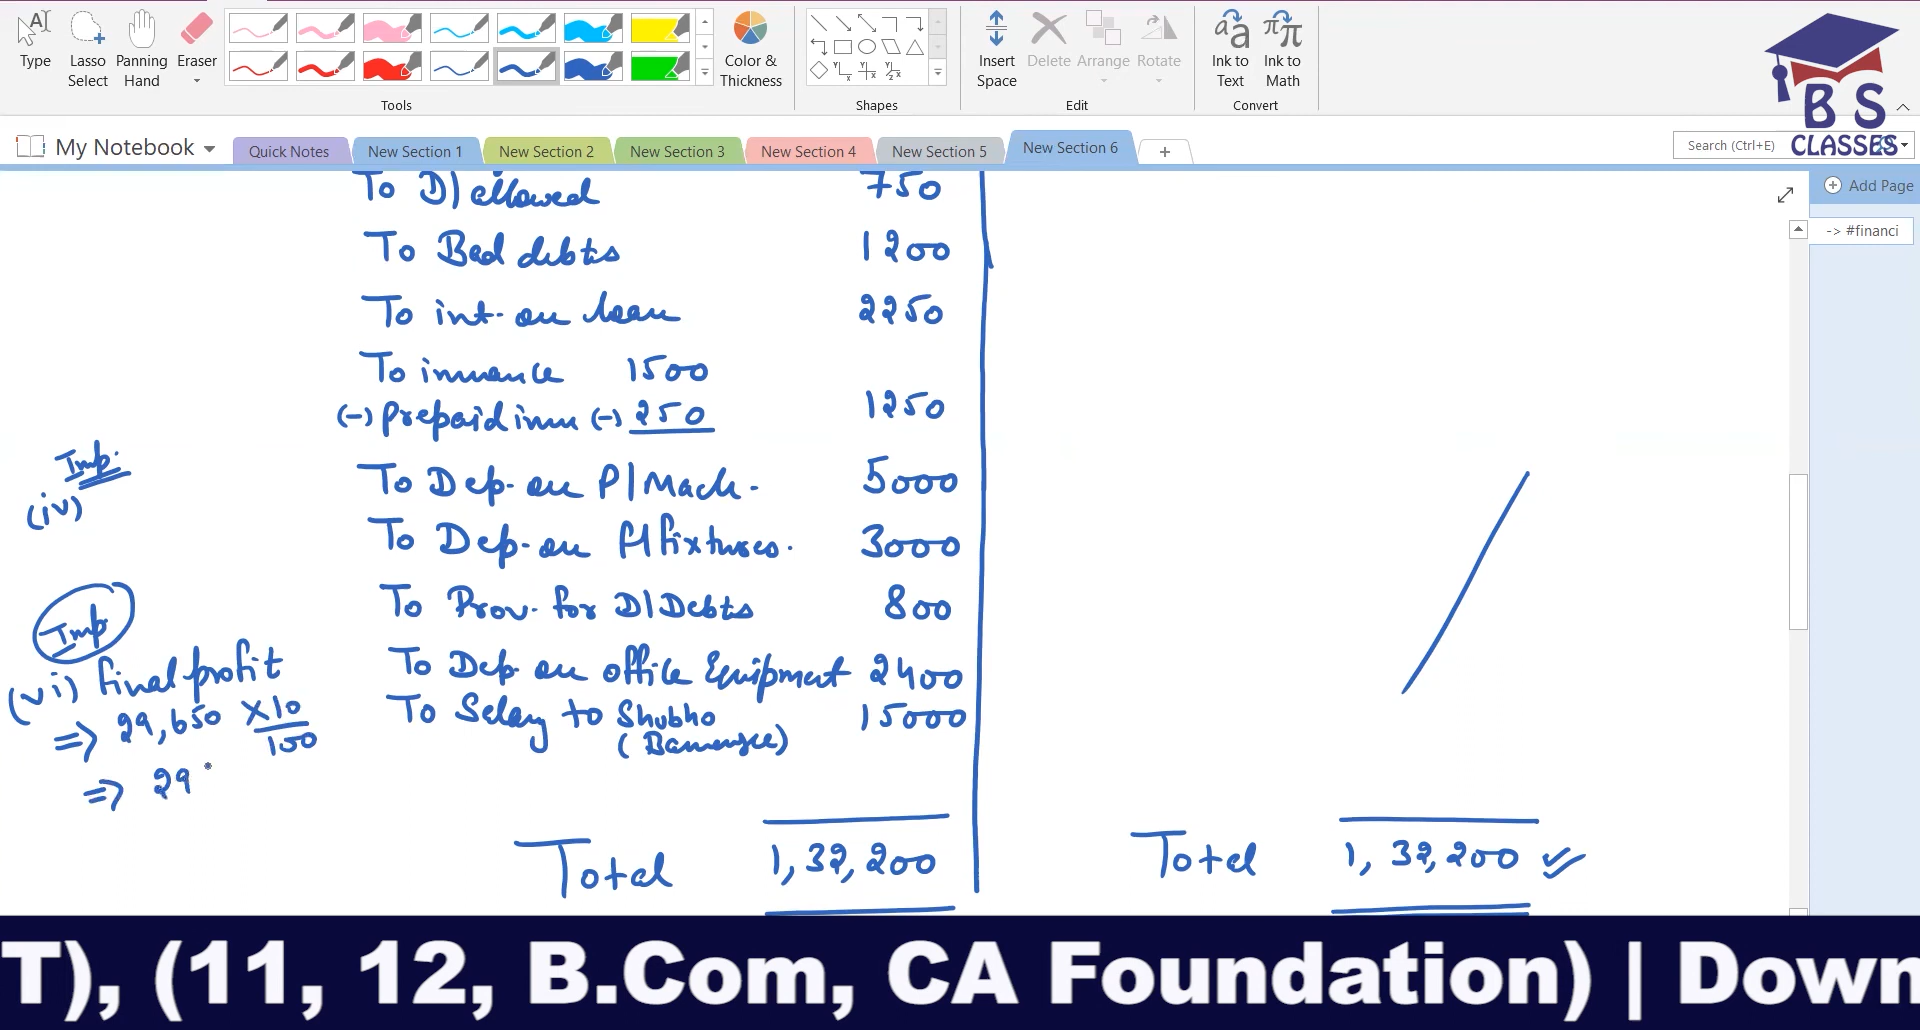 Type
Lasso Select
Panning Hand
Eraser
Color & Thickness
Insert Space
Delete
Arrange
Rotate
Ink to Text
Ink to Math
Tools
Shapes
Edit
Convert
BS CLASSES
My Notebook
Quick Notes
New Section 1
New Section 2
New Section 3
New Section 4
New Section 5
New Section 6
+
Search (Ctrl+E)
Add Page
-> #financi
To D| allowed 750
To Bad debts 1200
To int. on loan 2250
To insurance 1500
(-) Prepaid insu (-) 250 1250
Imp.
(iv)
To Dep. on P|Mach. 5000
To Dep. on f|fixtures. 3000
To Prov. for D|Debts 800
To Dep. on office Equipment 2400
To Salary to Shubho 15000
(Bannerjee)
Imp
(vi) final profit
=> 29,650 × 10/100
=> 29
Total 1,32,200
Total 1,32,200
T), (11, 12, B.Com, CA Foundation) | Down